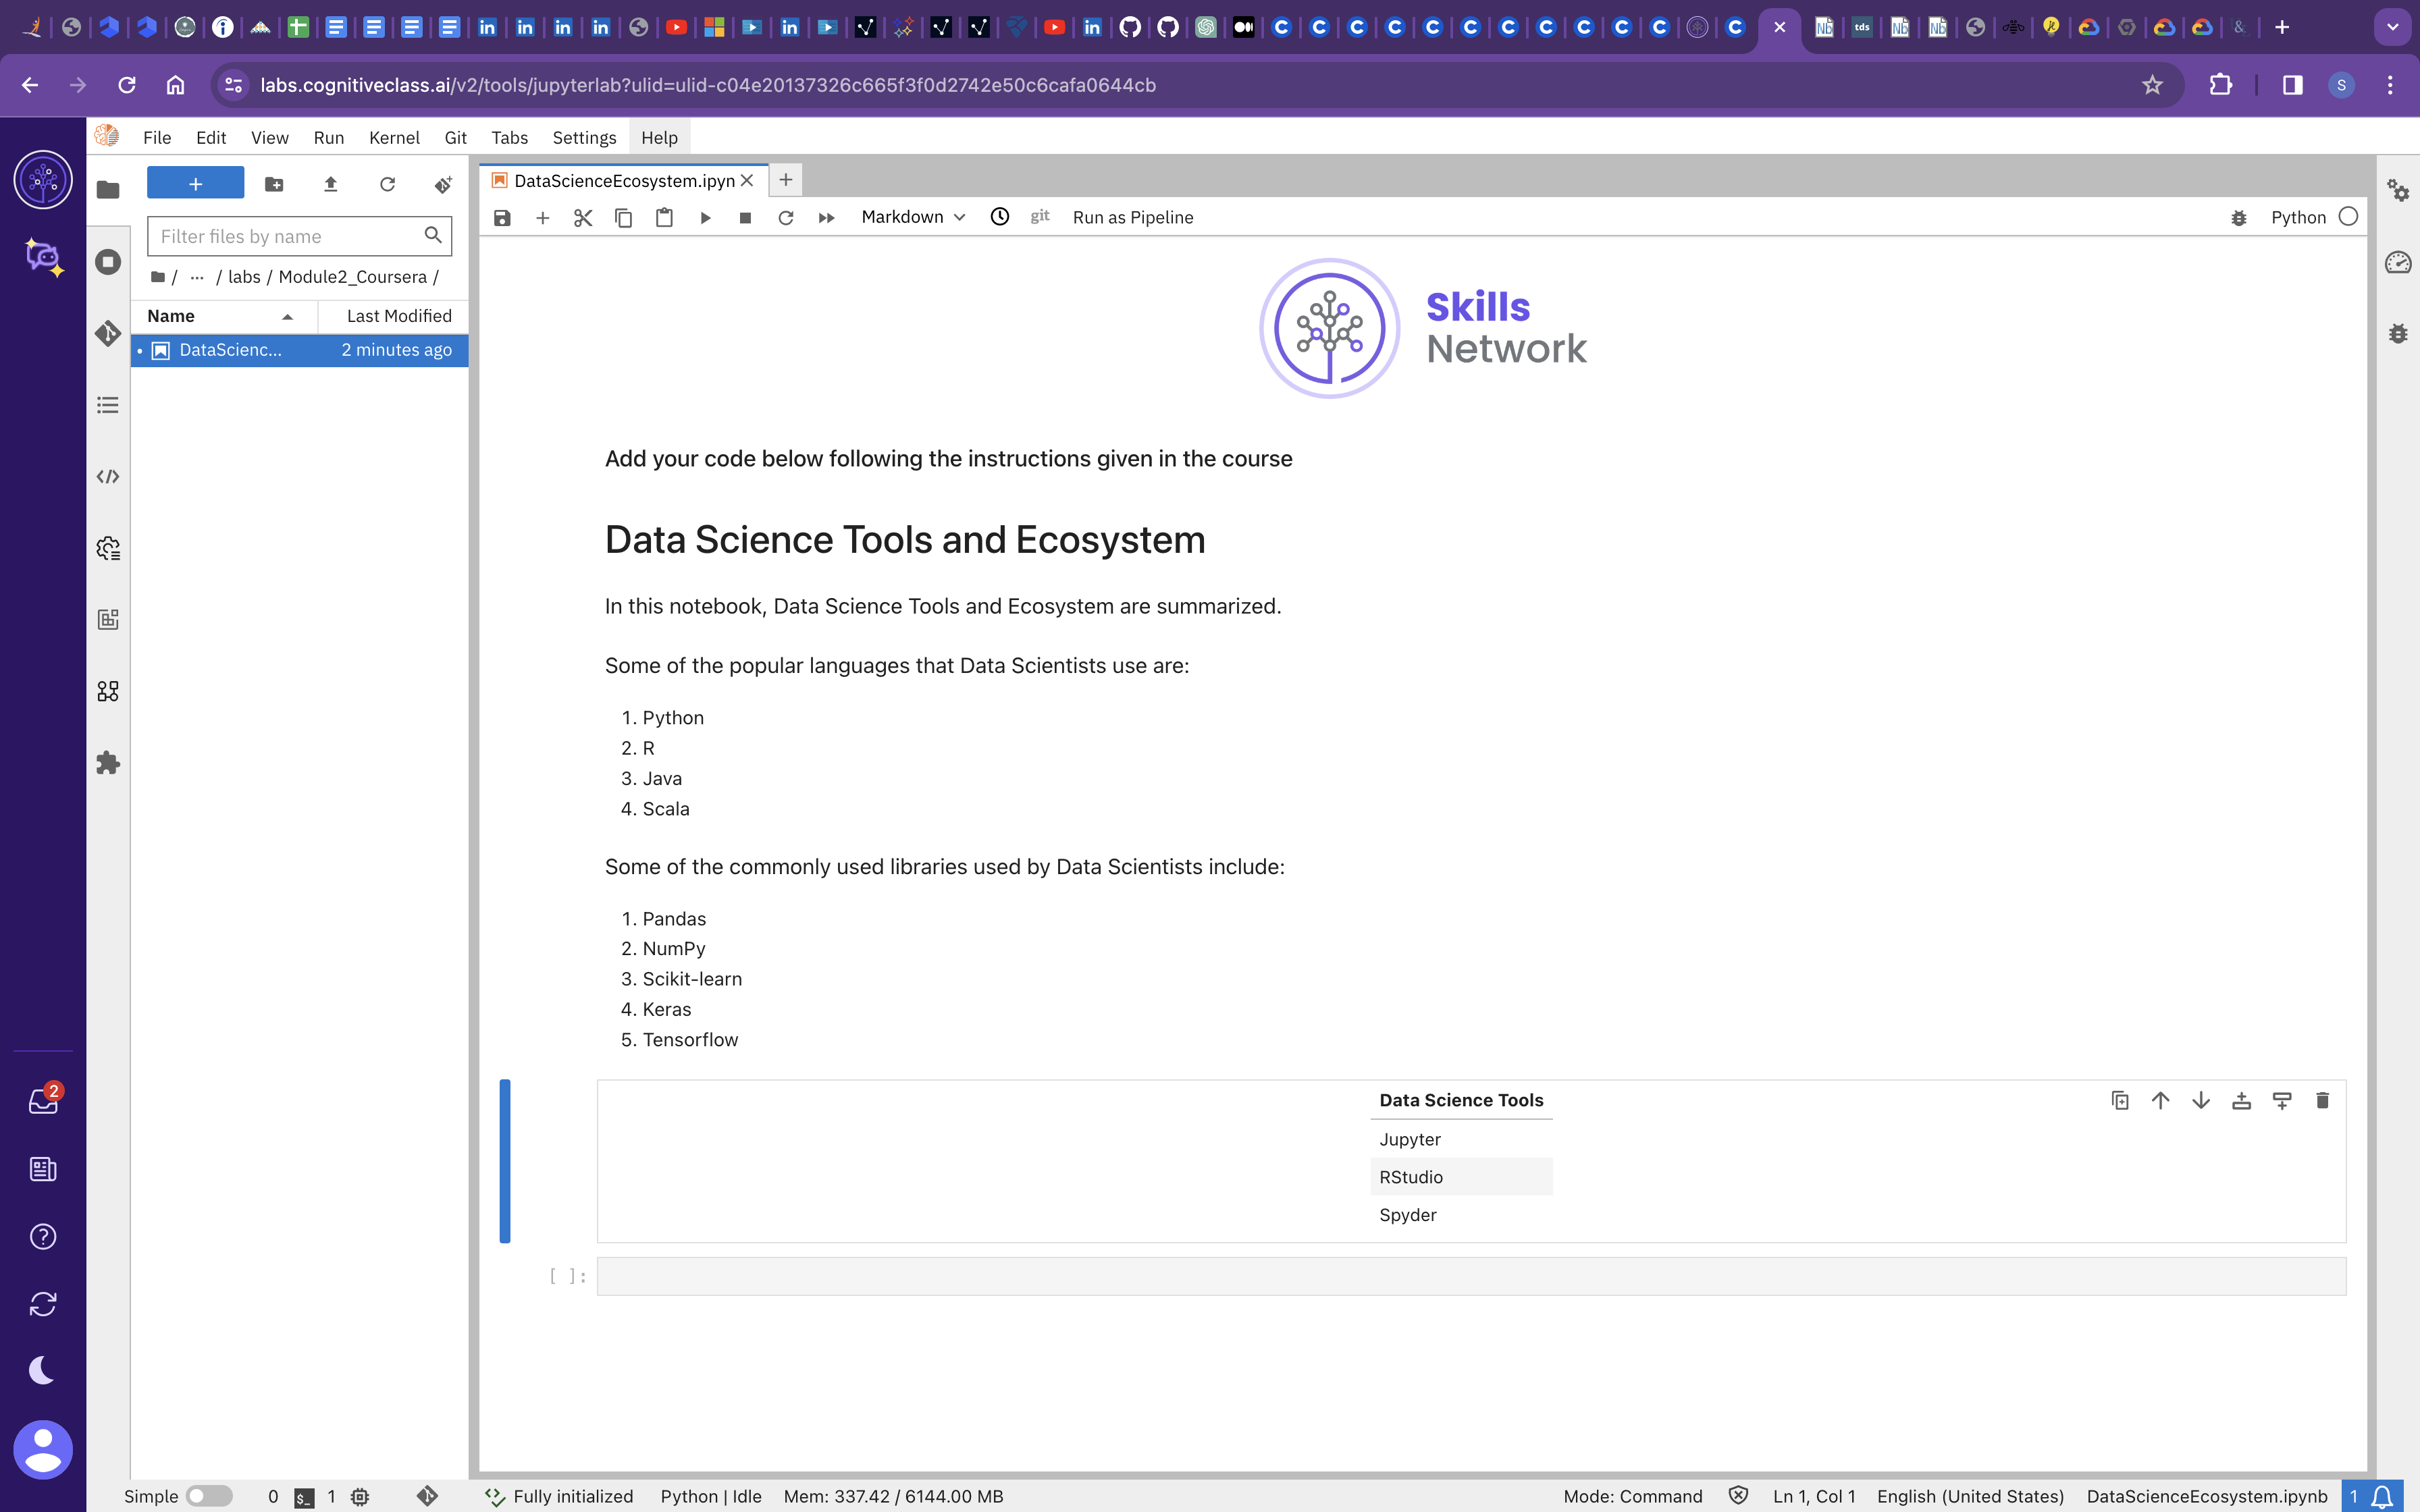 tds
labs.cognitiveclass.ai/v2/tools/jupyterlab?ulid=ulid-c04e20137326c665f3f0d2742e50c6cafa0644cb
S
File Edit View Run Kernel Git Tabs Settings Help
DataScienceEcosystem.ipyn
Markdown git Run as Pipeline Python
Filter files by name
/ ... / labs / Module2_Coursera /
Name Last Modified
DataScienc... 2 minutes ago
Skills
Network
Add your code below following the instructions given in the course
Data Science Tools and Ecosystem
In this notebook, Data Science Tools and Ecosystem are summarized.
Some of the popular languages that Data Scientists use are:
1. Python
2. R
3. Java
4. Scala
Some of the commonly used libraries used by Data Scientists include:
1. Pandas
2. NumPy
3. Scikit-learn
4. Keras
5. Tensorflow
Data Science Tools
Jupyter
RStudio
Spyder
[ ]:
2
Simple 0 1 Fully initialized Python | Idle Mem: 337.42 / 6144.00 MB Mode: Command Ln 1, Col 1 English (United States) DataScienceEcosystem.ipynb 1